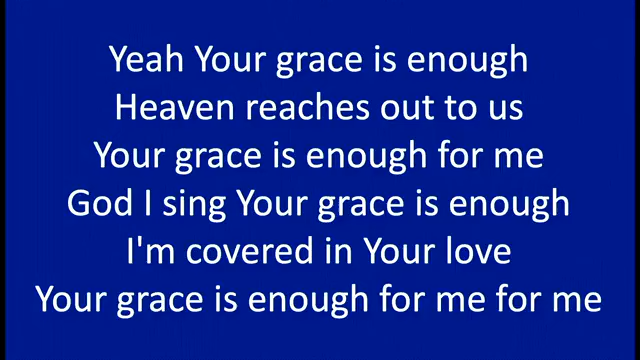 Yeah Your grace is enough
Heaven reaches out to us
Your grace is enough for me
God I sing Your grace is enough
I'm covered in Your love
Your grace is enough for me for me